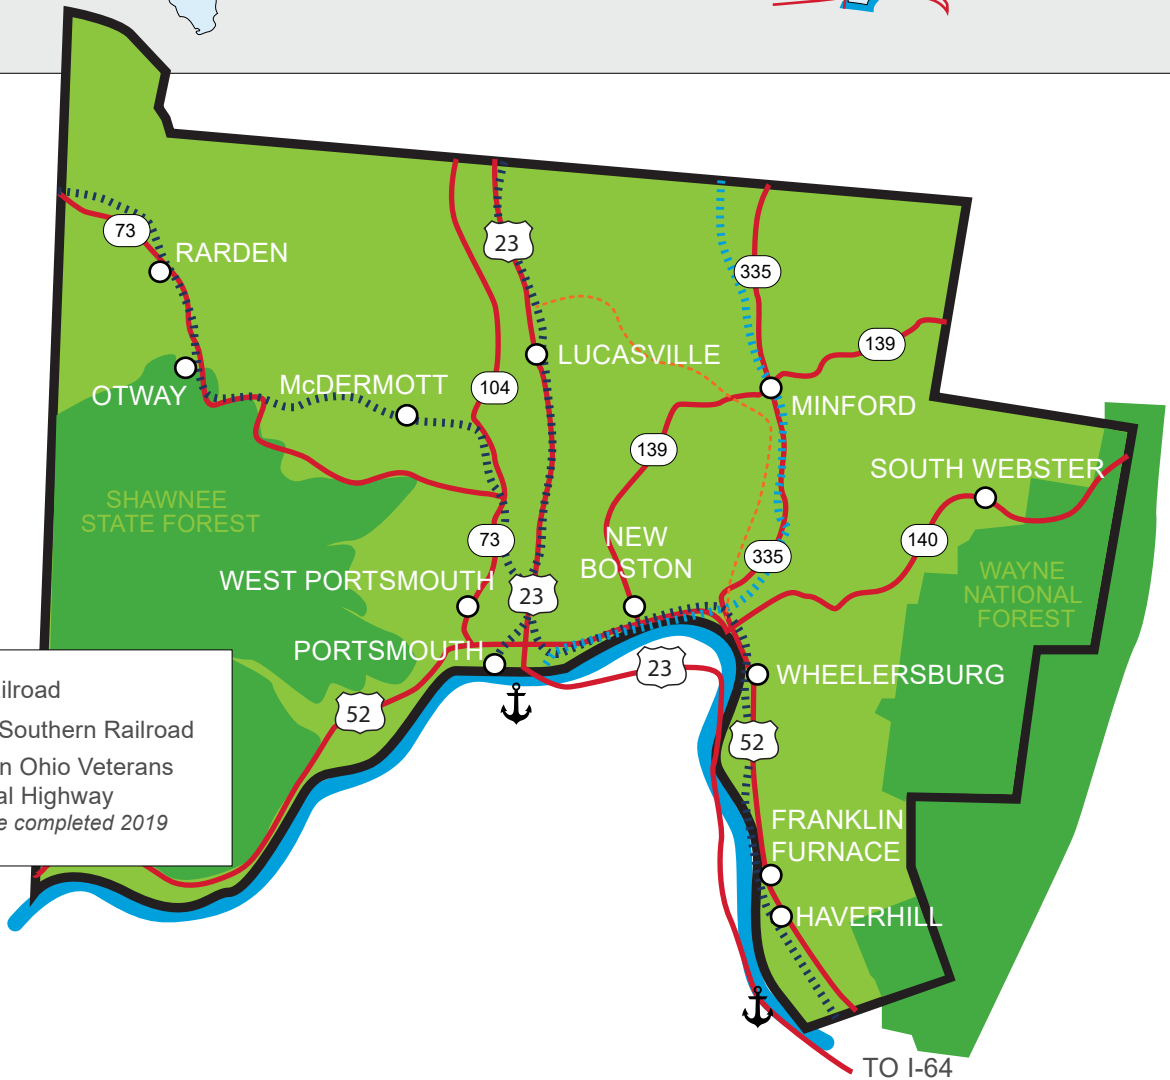 23
73
RARDEN
335
139
LUCASVILLE
OTWAY
McDERMOTT
104
MINFORD
139
SOUTH WEBSTER
SHAWNEE
STATE FOREST
73
NEW
BOSTON
335
140
WEST PORTSMOUTH
23
WAYNE
NATIONAL
FOREST
PORTSMOUTH
23
WHEELERSBURG
52
52
Southern Railroad
n Ohio Veterans
Highway
completed 2019
FRANKLIN
FURNACE
HAVERHILL
TO I-64